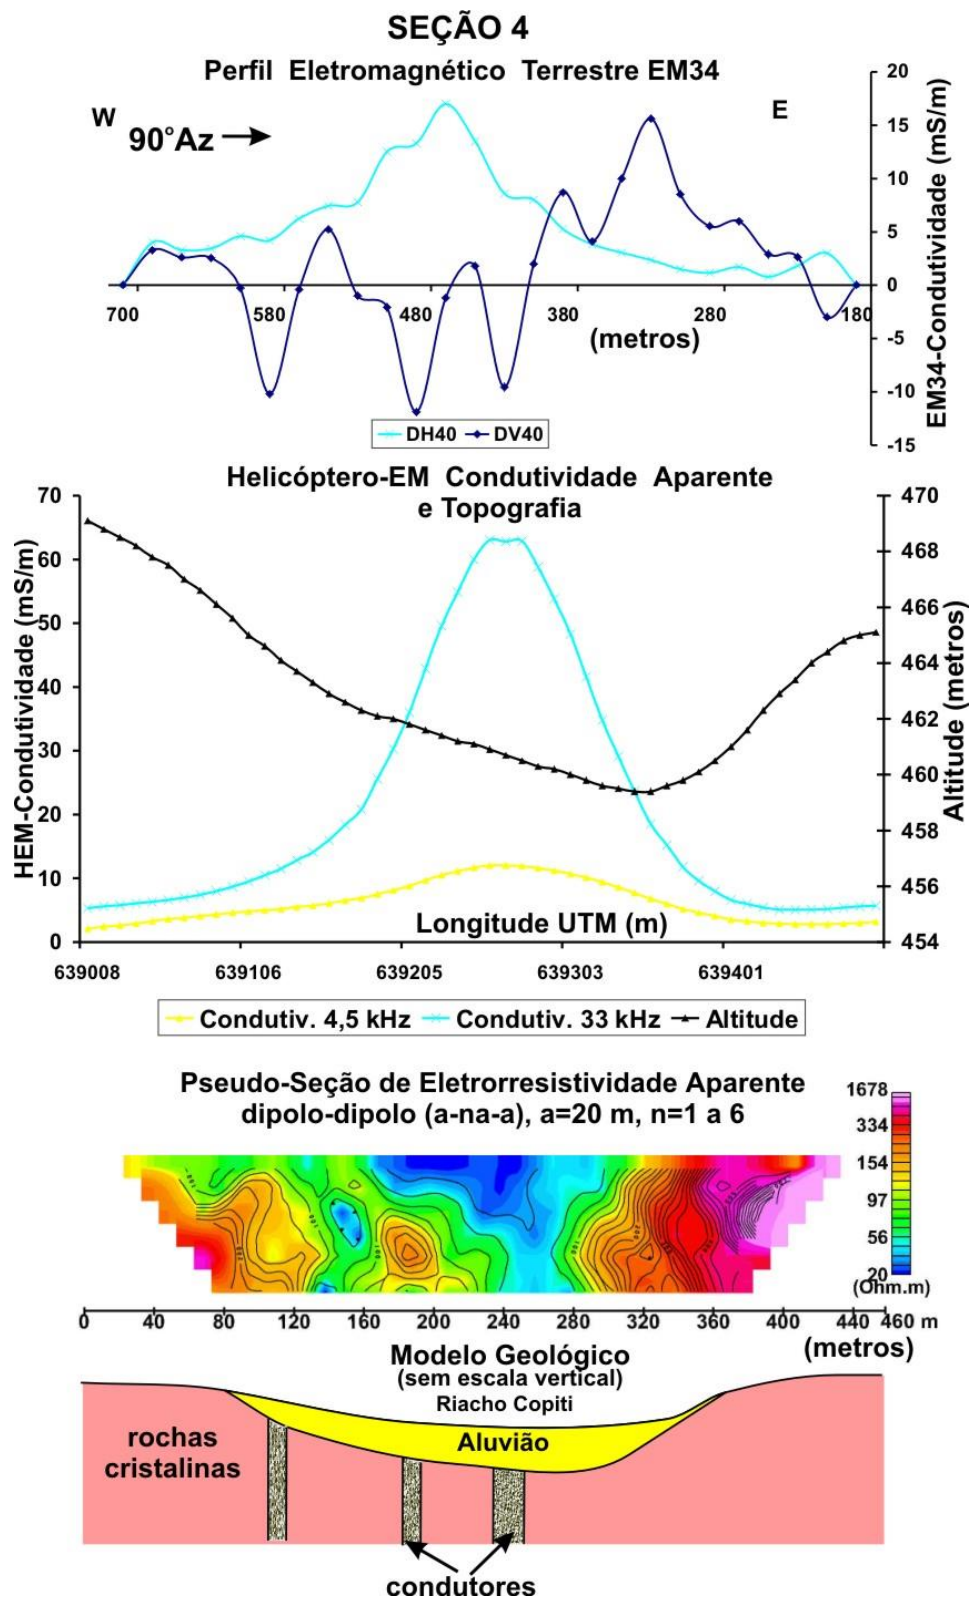 SEÇÃO 4
Perfil Eletromagnético Terrestre EM34
W
90°Az
E
20
15
10
5
0
-5
-10
-15
EM34-Condutividade (mS/m)
700
580
480
380
280
180
(metros)
DH40
DV40
Helicóptero-EM Condutividade Aparente
e Topografia
70
60
50
40
30
20
10
0
HEM-Condutividade (mS/m)
470
468
466
464
462
460
458
456
454
Altitude (metros)
Longitude UTM (m)
639008
639106
639205
639303
639401
Condutiv. 4,5 kHz
Condutiv. 33 kHz
Altitude
Pseudo-Seção de Eletrorresistividade Aparente
dipolo-dipolo (a-na-a), a=20 m, n=1 a 6
1678
334
154
97
56
20
(Ohm.m)
0
40
80
120
160
200
240
280
320
360
400
440
460 m
(metros)
Modelo Geológico
(sem escala vertical)
Riacho Copiti
Aluvião
rochas
cristalinas
condutores